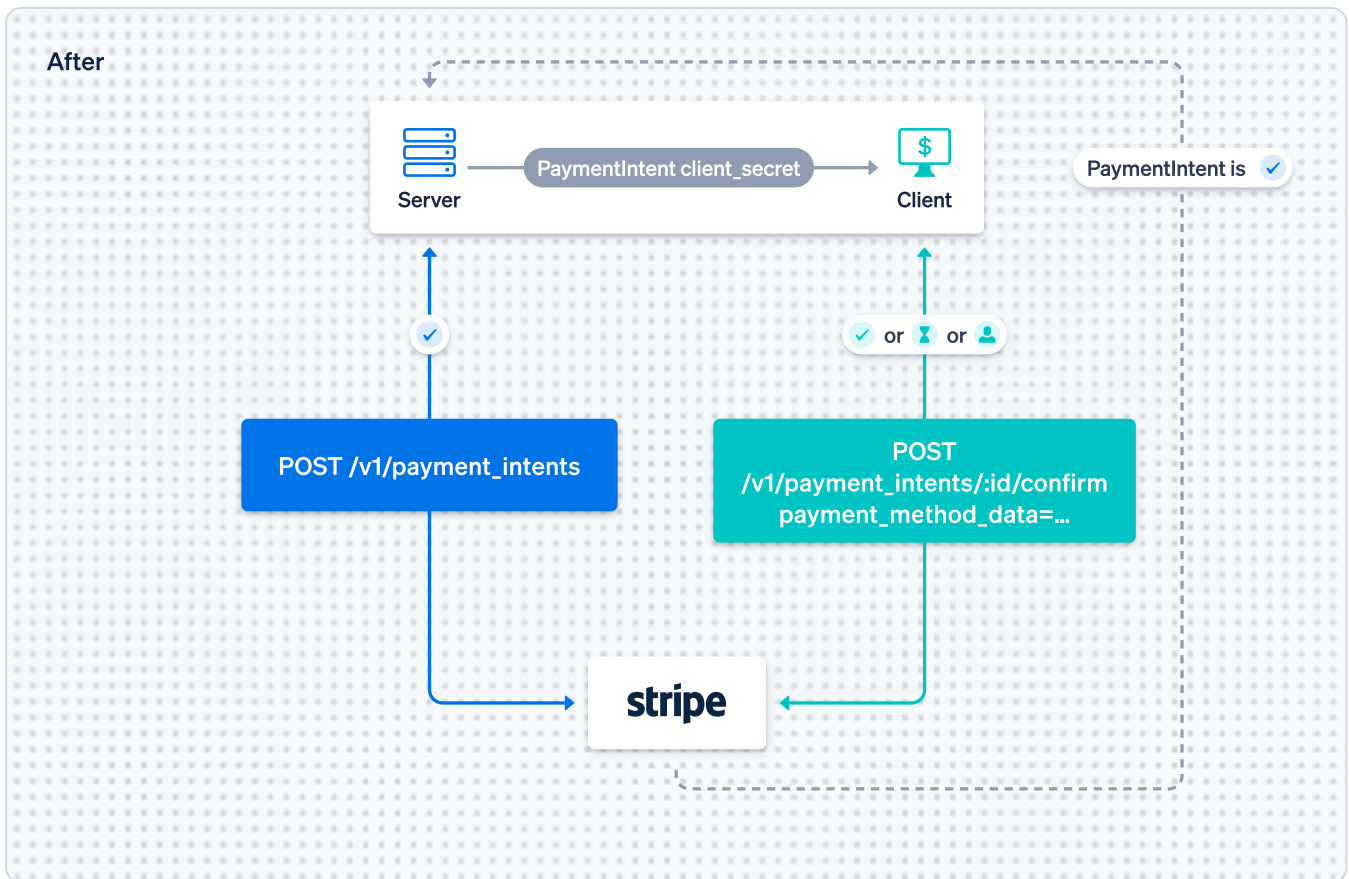 After
PaymentIntent client_secret
PaymentIntent is
Server
Client
or
or
POST /v1/payment_intents
POST
/v1/payment_intents/:id/confirm
payment_method_data=...
stripe